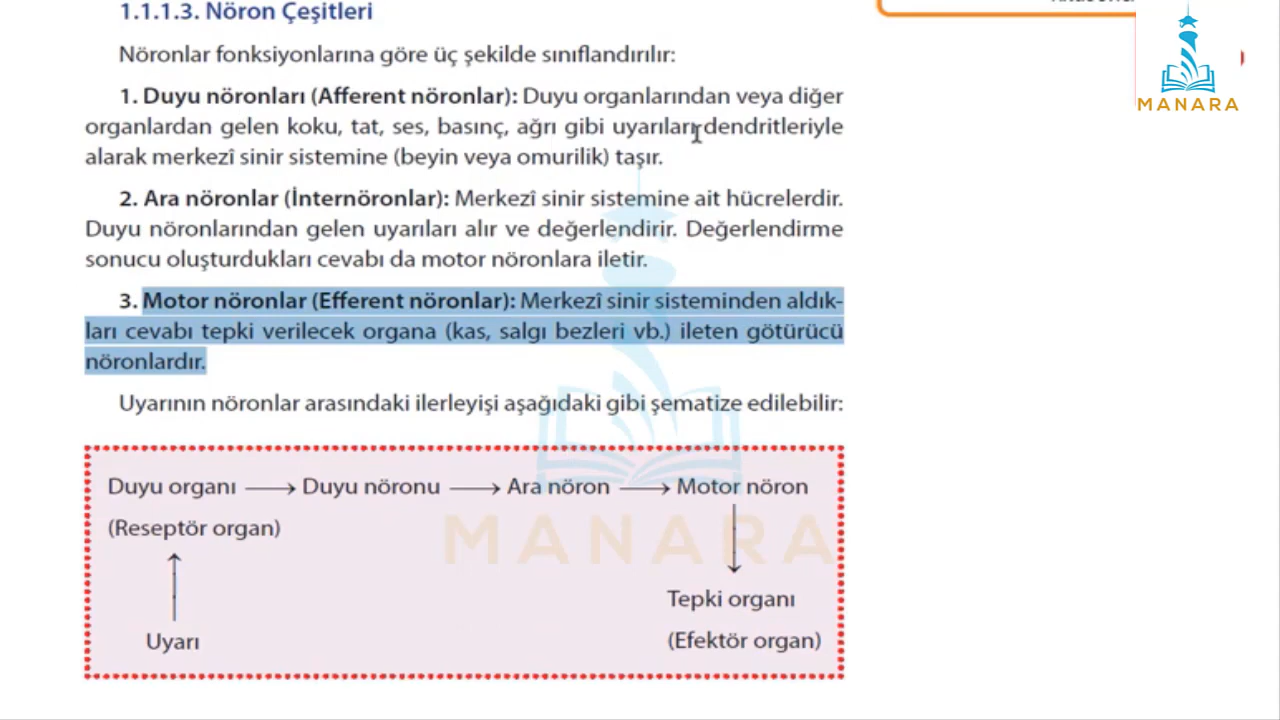 1.1.1.3. Nöron Çeşitleri
MANARA
Nöronlar fonksiyonlarına göre üç şekilde sınıflandırılır:
1. Duyu nöronları (Afferent nöronlar): Duyu organlarından veya diğer
organlardan gelen koku, tat, ses, basınç, ağrı gibi uyarıları dendritleriyle
alarak merkezî sinir sistemine (beyin veya omurilik) taşır.
2. Ara nöronlar (İnternöronlar): Merkezî sinir sistemine ait hücrelerdir.
Duyu nöronlarından gelen uyarıları alır ve değerlendirir. Değerlendirme
sonucu oluşturdukları cevabı da motor nöronlara iletir.
3. Motor nöronlar (Efferent nöronlar): Merkezî sinir sisteminden aldık-
ları cevabı tepki verilecek organa (kas, salgı bezleri vb.) ileten götürücü
nöronlardır.
Uyarının nöronlar arasındaki ilerleyişi aşağıdaki gibi şematize edilebilir:
Duyu organı → Duyu nöronu → Ara nöron → Motor nöron
(Reseptör organ)
MANARA
Tepki organı
(Efektör organ)
Uyarı